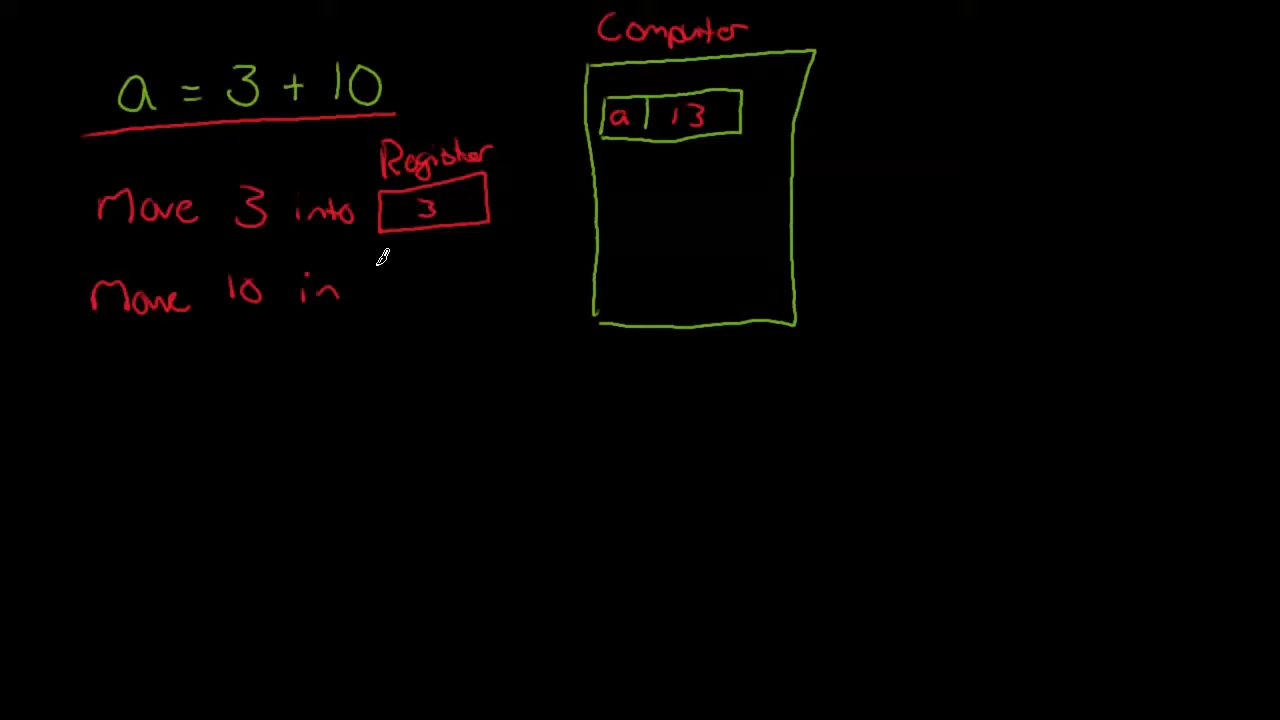 a = 3 + 10
Register
Move 3 into 3
Move 10 in
Computer
a 13